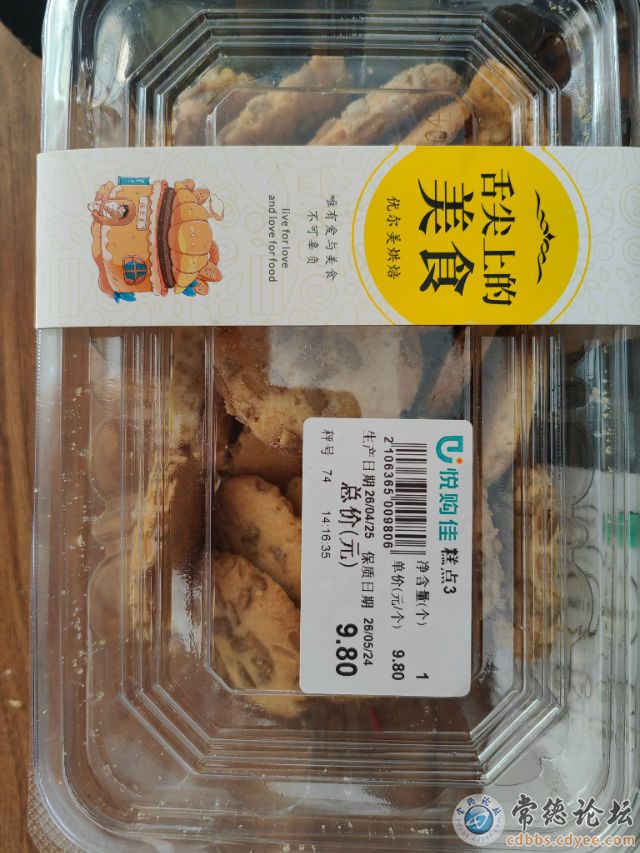 舌尖上的
美食
优尔美烘焙
唯有爱与美食
不可辜负
live for love
and love for food
悦购佳
糕点3
净含量(个) 1
单价(元/个) 9.80
2106365009806
生产日期 26/04/25 保质日期 26/05/24
总价(元) 9.80
秤号 74 14:16:35
常德论坛
cdbbs.cdyee.com